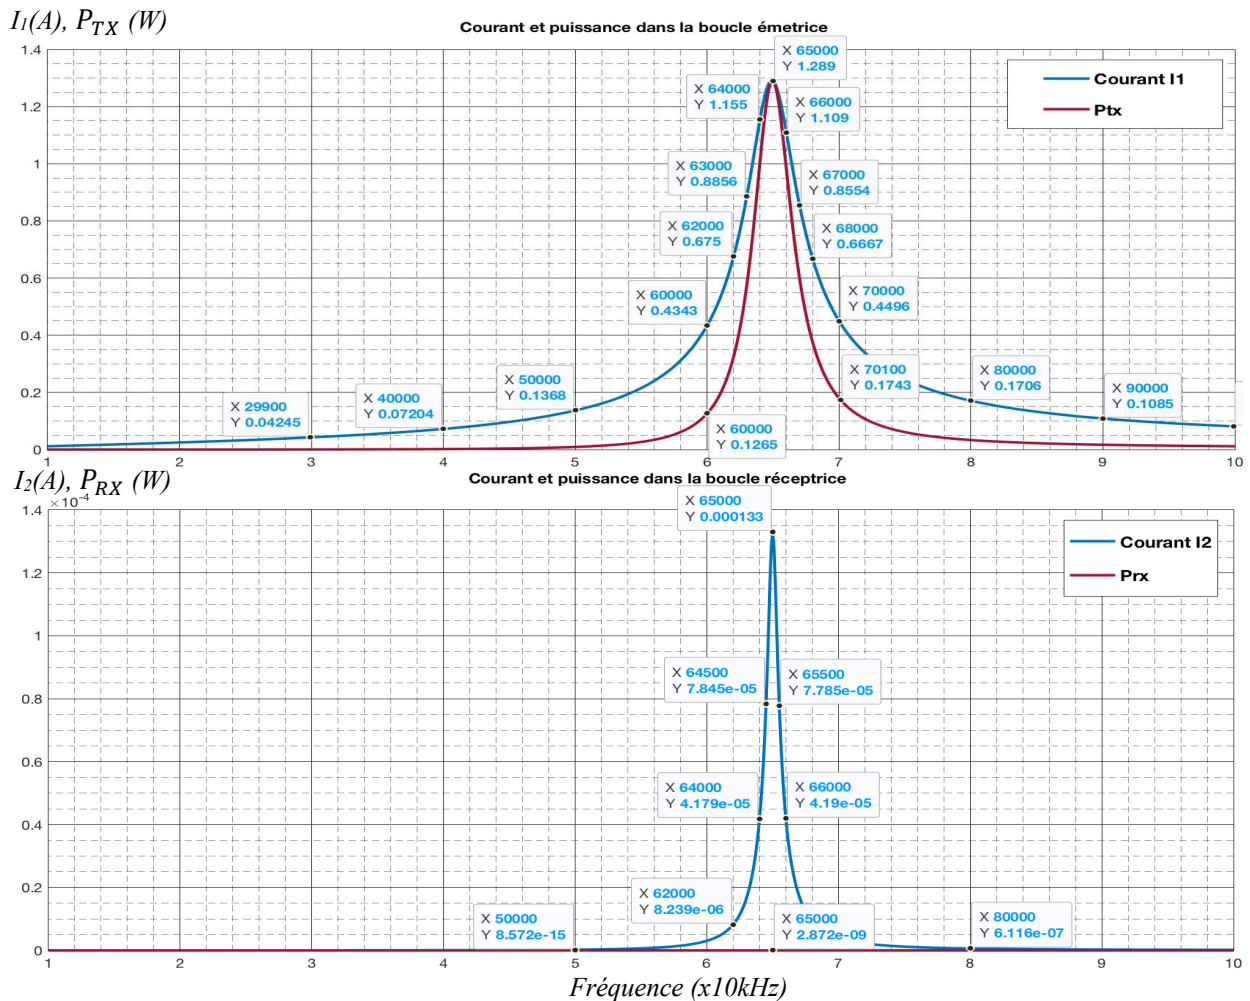 I₁(A), P_TX (W)
Courant et puissance dans la boucle émetrice
1.4
1.2
1
0.8
0.6
0.4
0.2
0
X 65000
Y 1.289
X 64000
Y 1.155
X 66000
Y 1.109
X 63000
Y 0.8856
X 67000
Y 0.8554
X 62000
Y 0.675
X 68000
Y 0.6667
X 60000
Y 0.4343
X 70000
Y 0.4496
X 50000
Y 0.1368
X 70100
Y 0.1743
X 80000
Y 0.1706
X 90000
Y 0.1085
X 40000
Y 0.07204
X 29900
Y 0.04245
X 60000
Y 0.1265
Courant I1
Ptx
1 2 3 4 5 6 7 8 9 10
I₂(A), P_RX (W)
×10⁻⁴
Courant et puissance dans la boucle réceptrice
1.4
1.2
1
0.8
0.6
0.4
0.2
0
X 65000
Y 0.000133
Courant I2
Prx
X 64500
Y 7.845e-05
X 65500
Y 7.785e-05
X 64000
Y 4.179e-05
X 66000
Y 4.19e-05
X 62000
Y 8.239e-06
X 50000
Y 8.572e-15
X 65000
Y 2.872e-09
X 80000
Y 6.116e-07
1 2 3 4 5 6 7 8 9 10
Fréquence (x10kHz)